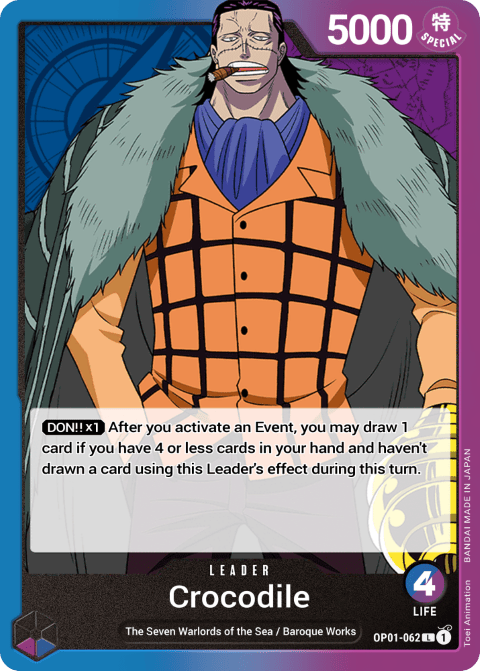 5000
特
SPECIAL
DON!!×1 After you activate an Event, you may draw 1
card if you have 4 or less cards in your hand and haven't
drawn a card using this Leader's effect during this turn.
LEADER
Crocodile
The Seven Warlords of the Sea / Baroque Works
4
LIFE
OP01-062 L 1
Toei Animation BANDAI MADE IN JAPAN